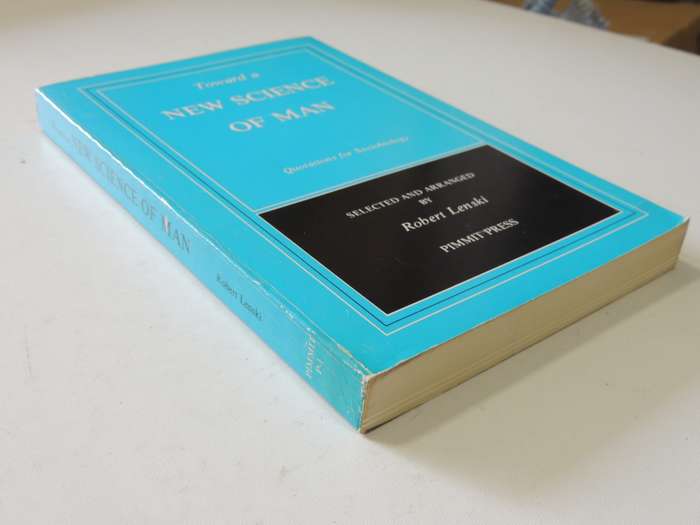 Toward a
NEW SCIENCE
OF MAN
Quotations for Sociobiology
SELECTED AND ARRANGED
BY
Robert Lenski
PIMMIT PRESS
NEW SCIENCE OF MAN
Robert Lenski
PIMMIT
P-1